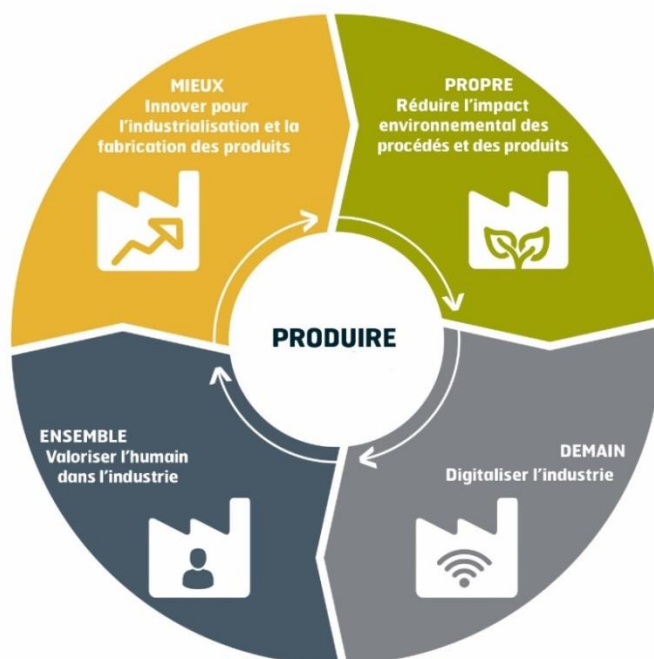 MIEUX
Innover pour
l'industrialisation et la
fabrication des produits
PROPRE
Réduire l'impact
environnemental des
procédés et des produits
PRODUIRE
ENSEMBLE
Valoriser l'humain
dans l'industrie
DEMAIN
Digitaliser l'industrie